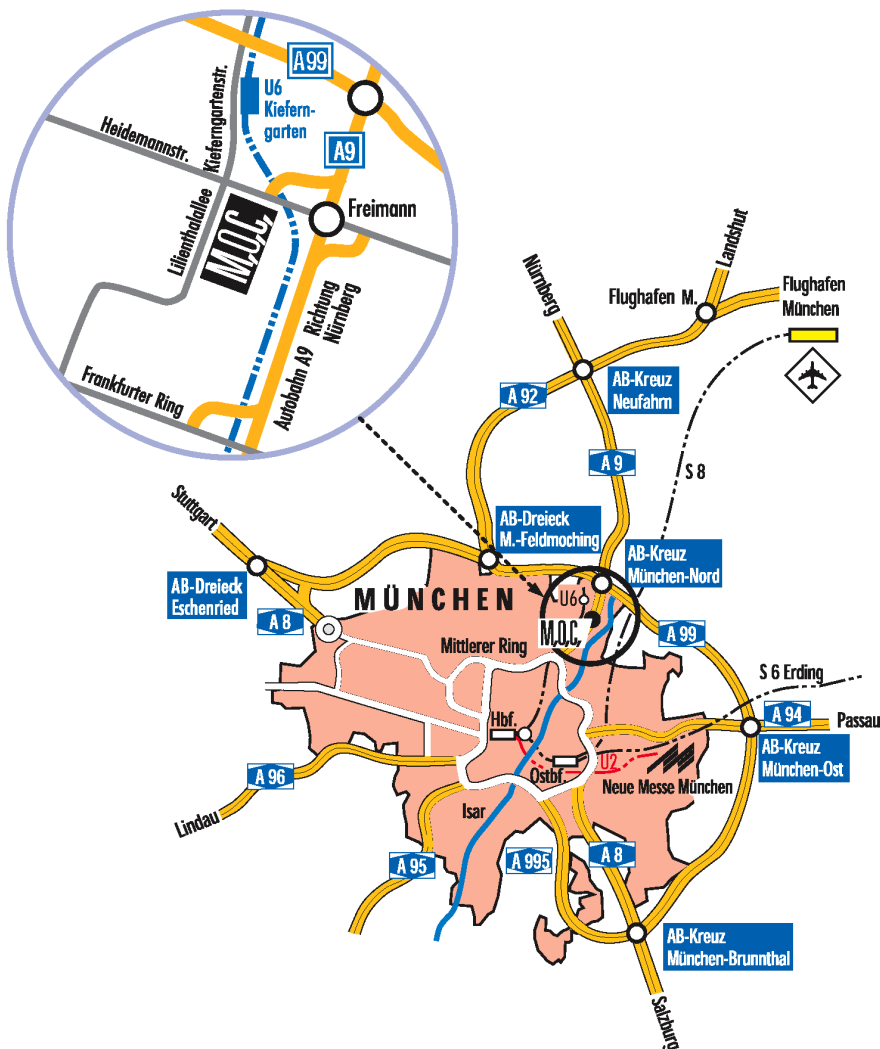 A99
U6
Kiefern-
garten
Kieferngartenstr.
Heidemannstr.
A9
Lilienthalallee
M,O,C,
Freimann
Autobahn A9 Richtung
Nürnberg
Frankfurter Ring
Landshut
Nürnberg
Flughafen M.
Flughafen
München
A 92
AB-Kreuz
Neufahrn
A 9
S 8
Stuttgart
AB-Dreieck
M.-Feldmoching
AB-Kreuz
München-Nord
AB-Dreieck
Eschenried
MÜNCHEN
U6
A 8
M,O,C,
A 99
Mittlerer Ring
S 6 Erding
Hbf.
A 94
Passau
AB-Kreuz
München-Ost
U2
Ostbf.
Neue Messe München
A 96
Lindau
Isar
A 95
A 995
A 8
AB-Kreuz
München-Brunnthal
Salzburg